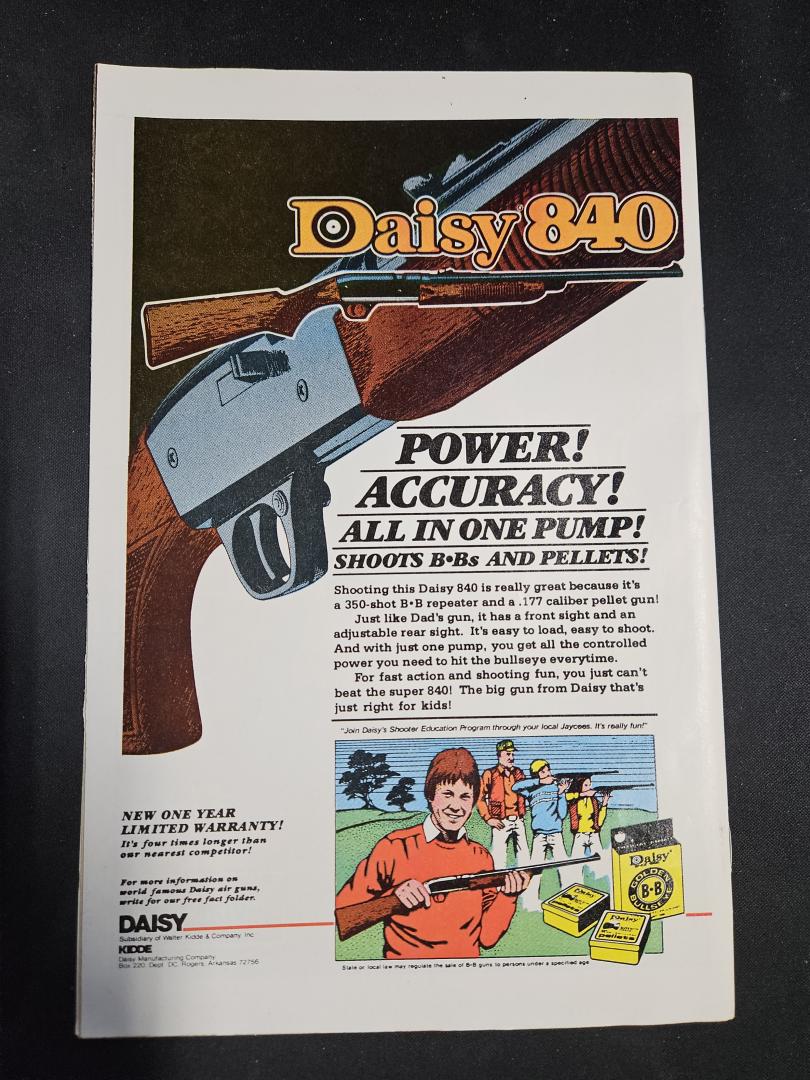 Daisy® 840
POWER!
ACCURACY!
ALL IN ONE PUMP!
SHOOTS B•Bs AND PELLETS!
Shooting this Daisy 840 is really great because it's
a 350-shot B•B repeater and a .177 caliber pellet gun!
Just like Dad's gun, it has a front sight and an
adjustable rear sight. It's easy to load, easy to shoot.
And with just one pump, you get all the controlled
power you need to hit the bullseye everytime.
For fast action and shooting fun, you just can't
beat the super 840! The big gun from Daisy that's
just right for kids!
"Join Daisy's Shooter Education Program through your local Jaycees. It's really fun!"
NEW ONE YEAR
LIMITED WARRANTY!
It's four times longer than
our nearest competitor!
For more information on
world famous Daisy air guns,
write for our free fact folder.
DAISY
Subsidiary of Walter Kidde & Company, Inc.
KIDDE
Daisy Manufacturing Company
Box 220, Dept. DC, Rogers, Arkansas 72756
Daisy
GOLDEN
B•B
BULLSEYE
Daisy
Daisy
pellets
State or local law may regulate the sale of B•B guns to persons under a specified age